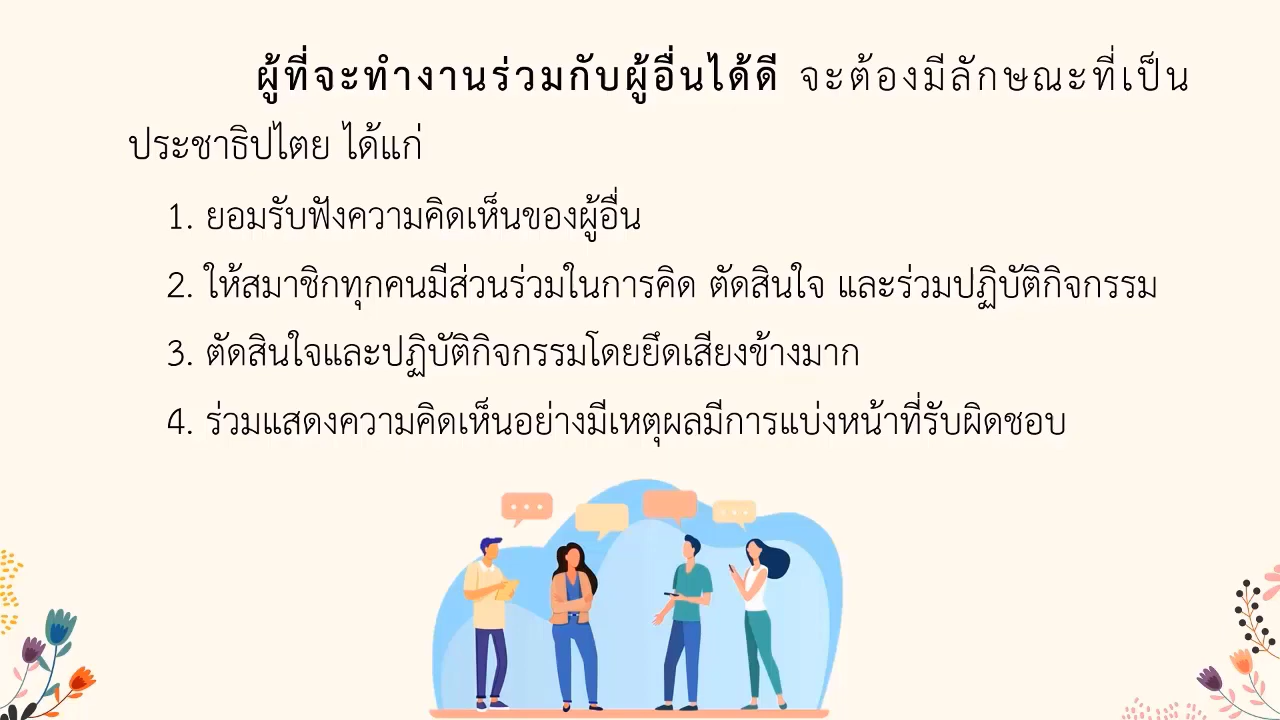 ผู้ที่จะทำงานร่วมกับผู้อื่นได้ดี จะต้องมีลักษณะที่เป็น
ประชาธิปไตย ได้แก่
1. ยอมรับฟังความคิดเห็นของผู้อื่น
2. ให้สมาชิกทุกคนมีส่วนร่วมในการคิด ตัดสินใจ และร่วมปฏิบัติกิจกรรม
3. ตัดสินใจและปฏิบัติกิจกรรมโดยยึดเสียงข้างมาก
4. ร่วมแสดงความคิดเห็นอย่างมีเหตุผลมีการแบ่งหน้าที่รับผิดชอบ